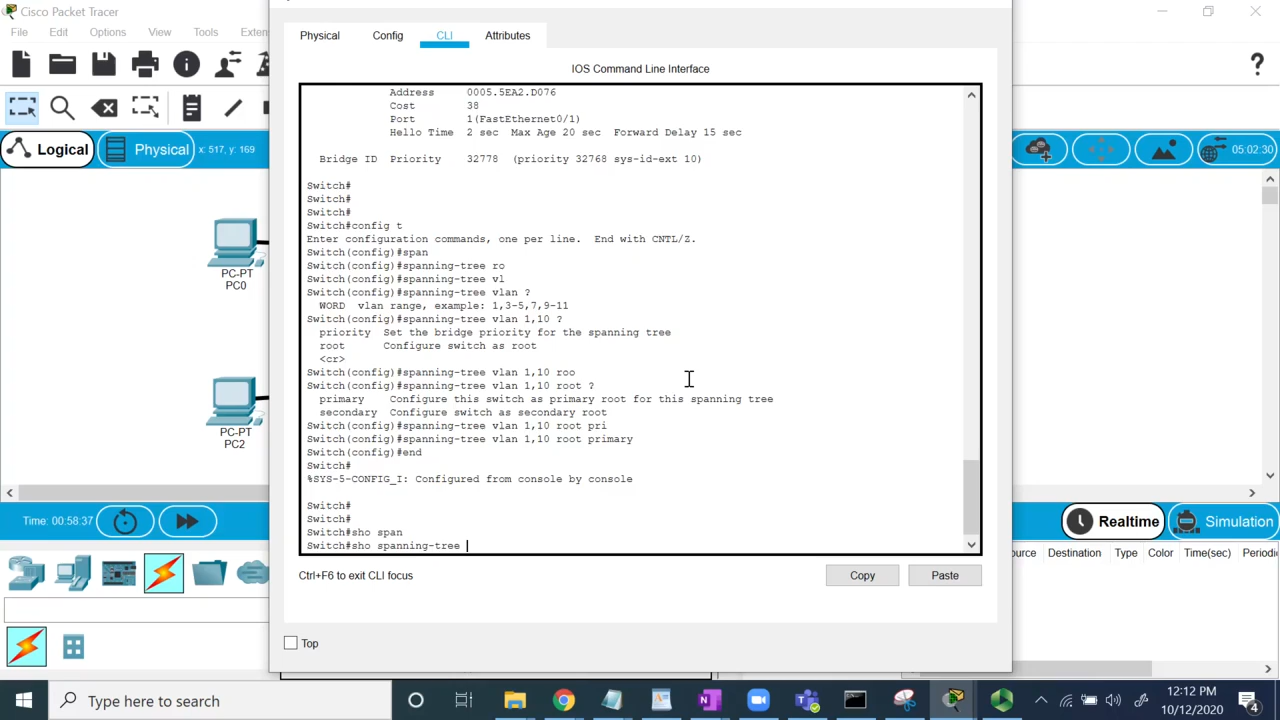 Cisco Packet Tracer
File Edit Options View Tools Exten
Physical Config CLI Attributes
IOS Command Line Interface
Logical Physical x: 517, y: 169
05:02:30
PC-PT
PC0
PC-PT
PC2
Address 0005.5EA2.D076
Cost 38
Port 1(FastEthernet0/1)
Hello Time 2 sec Max Age 20 sec Forward Delay 15 sec
Bridge ID Priority 32778 (priority 32768 sys-id-ext 10)
Switch#
Switch#
Switch#
Switch#config t
Enter configuration commands, one per line. End with CNTL/Z.
Switch(config)#span
Switch(config)#spanning-tree ro
Switch(config)#spanning-tree vl
Switch(config)#spanning-tree vlan ?
WORD vlan range, example: 1,3-5,7,9-11
Switch(config)#spanning-tree vlan 1,10 ?
priority Set the bridge priority for the spanning tree
root Configure switch as root
<cr>
Switch(config)#spanning-tree vlan 1,10 roo
Switch(config)#spanning-tree vlan 1,10 root ?
primary Configure this switch as primary root for this spanning tree
secondary Configure switch as secondary root
Switch(config)#spanning-tree vlan 1,10 root pri
Switch(config)#spanning-tree vlan 1,10 root primary
Switch(config)#end
Switch#
%SYS-5-CONFIG_I: Configured from console by console
Switch#
Switch#
Switch#sho span
Switch#sho spanning-tree
Ctrl+F6 to exit CLI focus
Copy Paste
Top
Time: 00:58:37
Realtime Simulation
ource Destination Type Color Time(sec) Periodi
Type here to search
12:12 PM
10/12/2020
4